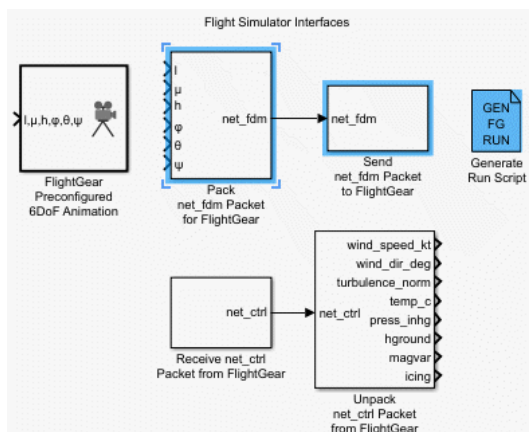 Flight Simulator Interfaces
l,μ,h,φ,θ,ψ
FlightGear
Preconfigured
6DoF Animation
l
μ
h
φ
θ
ψ
net_fdm
Pack
net_fdm Packet
for FlightGear
net_fdm
Send
net_fdm Packet
to FlightGear
GEN
FG
RUN
Generate
Run Script
net_ctrl
Receive net_ctrl
Packet from FlightGear
net_ctrl
wind_speed_kt
wind_dir_deg
turbulence_norm
temp_c
press_inhg
hground
magvar
icing
Unpack
net_ctrl Packet
from FlightGear